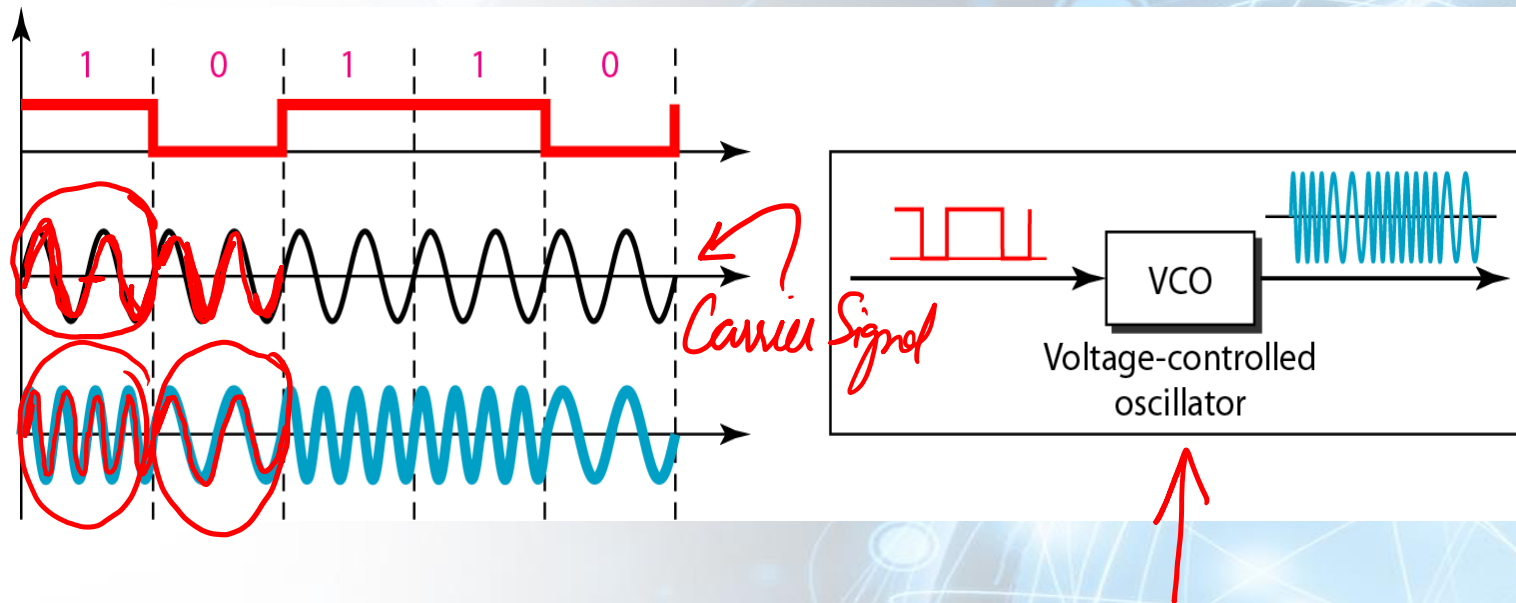 1 0 1 1 0
Carrier Signal
VCO
Voltage-controlled
oscillator